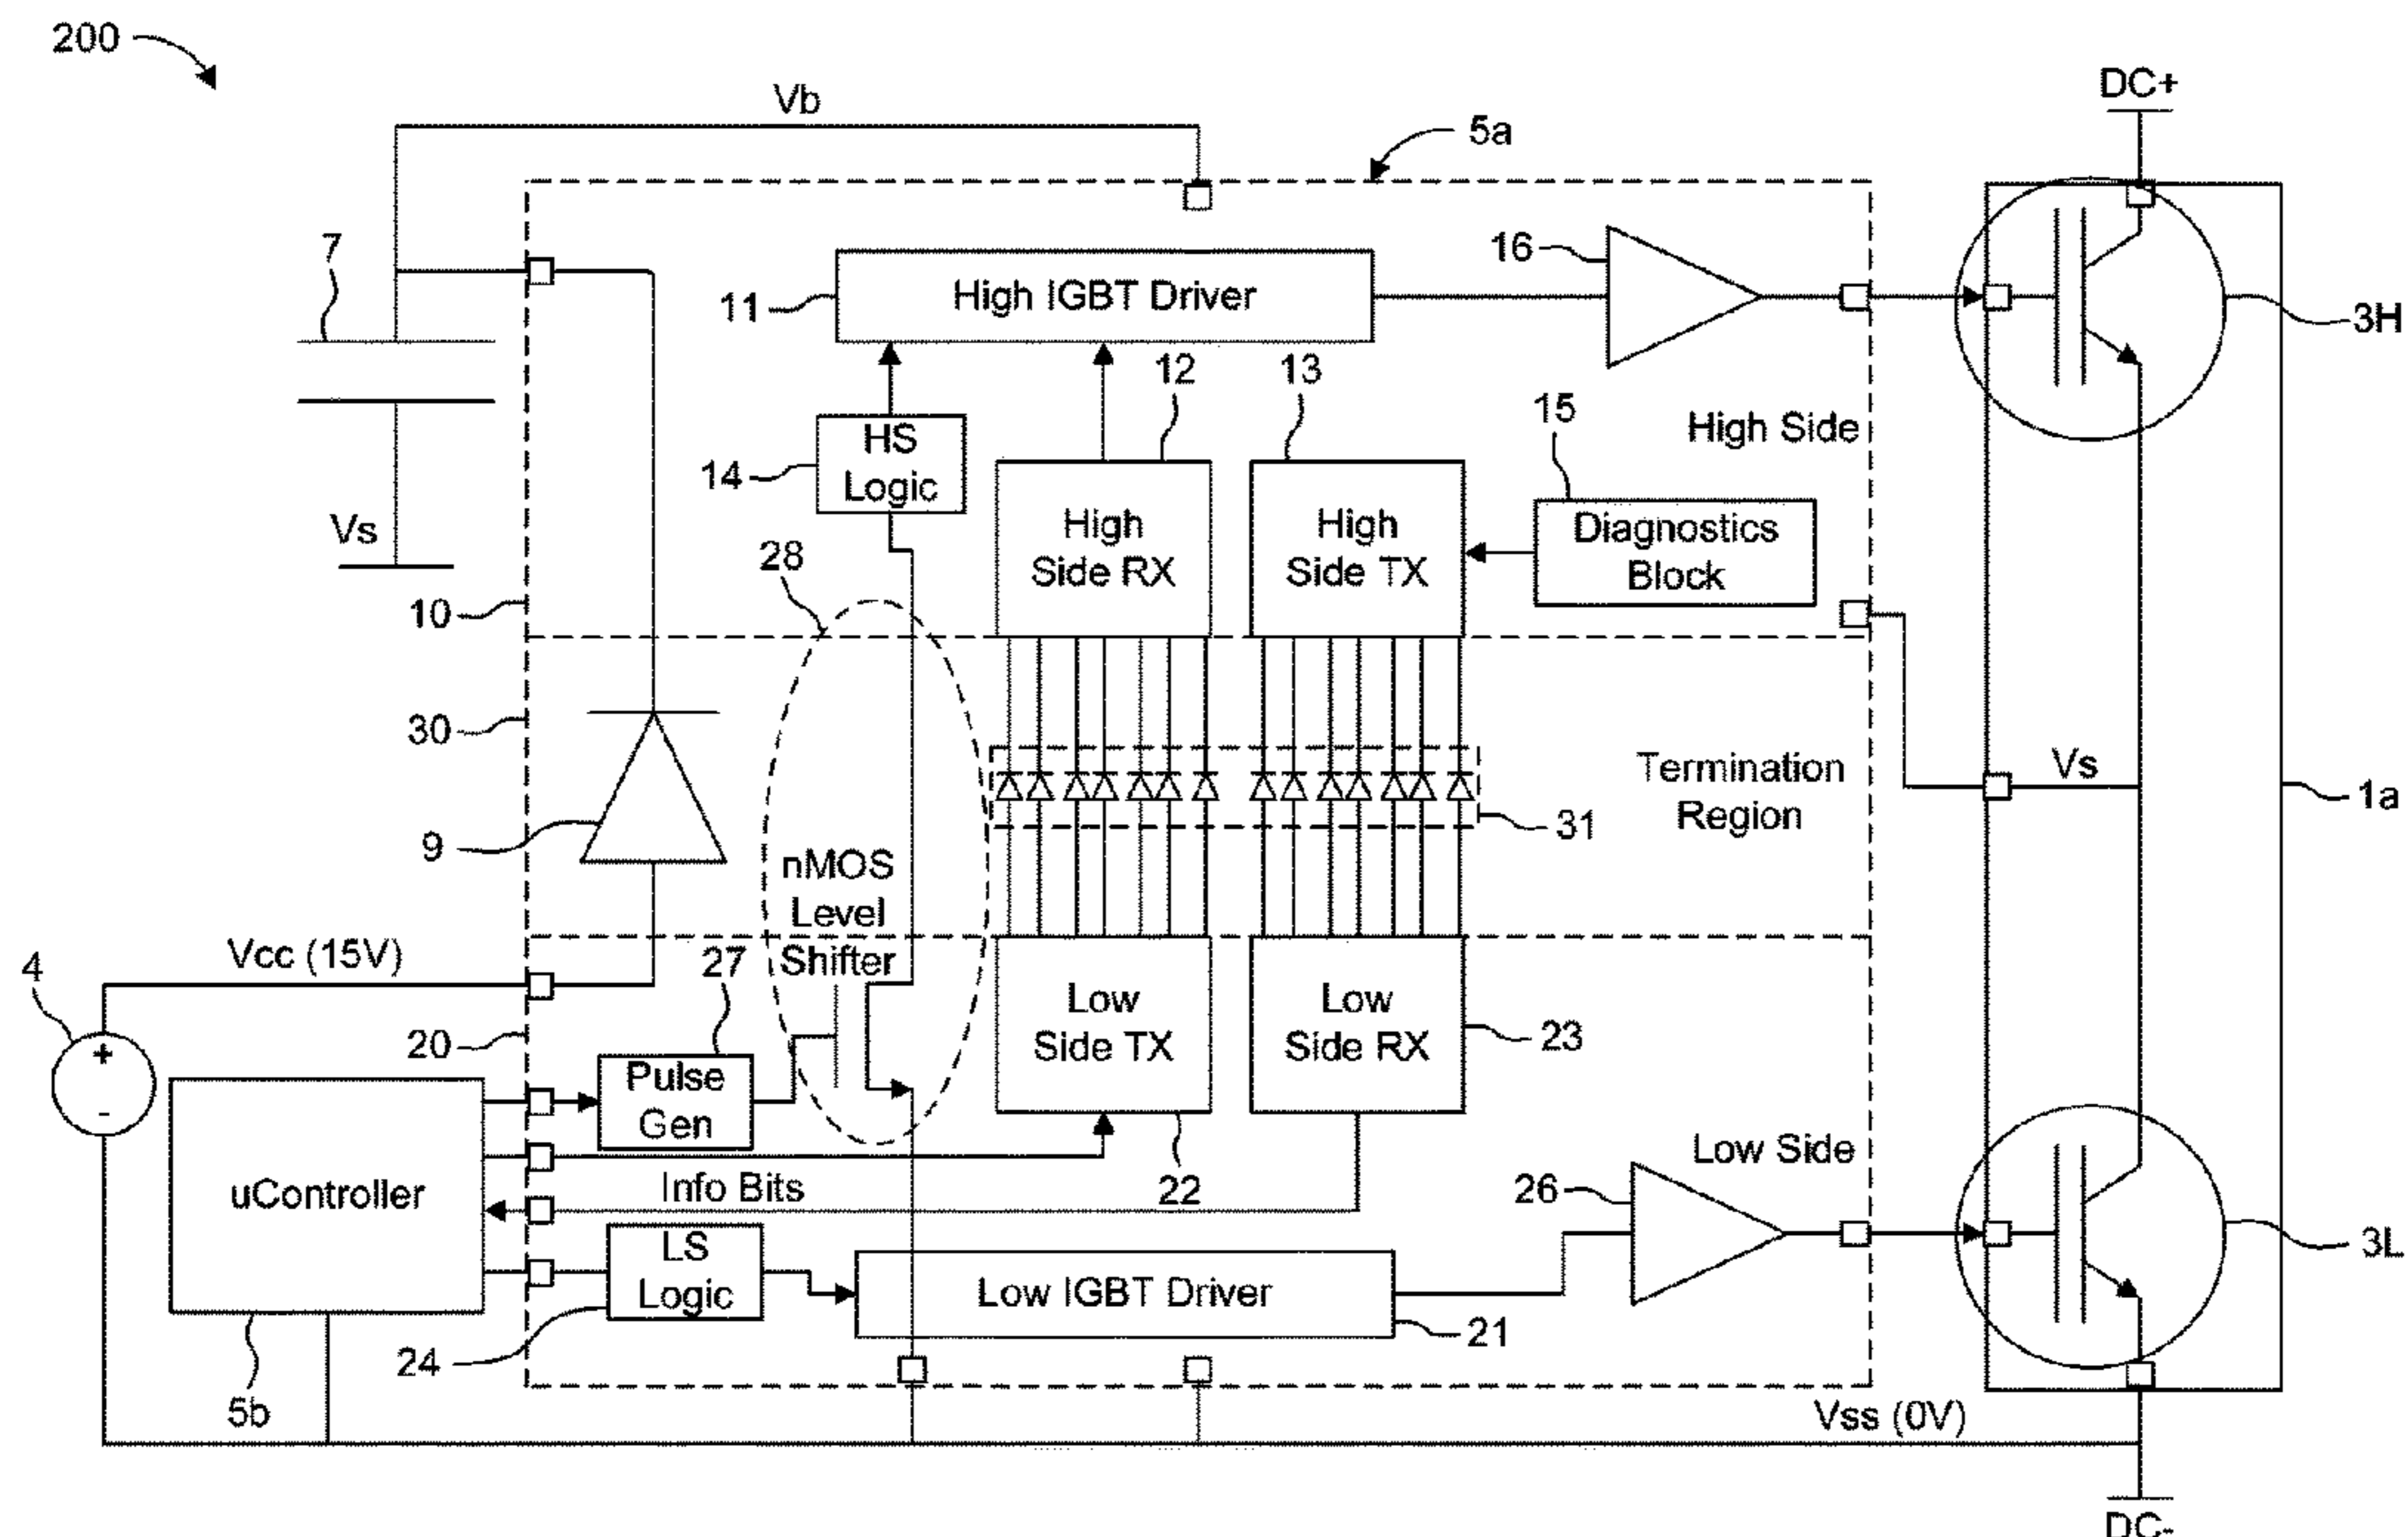 200
DC+
Vb
5a
7
16
11
High IGBT Driver
3H
12
13
15
High Side
HS
Logic
14
High
Side RX
High
Side TX
Diagnostics
Block
Vs
28
10
30
Termination
Region
Vs
1a
31
9
nMOS
Level
Shifter
Vcc (15V)
4
27
Low
Side TX
Low
Side RX
20
23
+
-
Pulse
Gen
Low Side
uController
Info Bits
22
26
3L
LS
Logic
Low IGBT Driver
21
24
5b
Vss (0V)
DC-